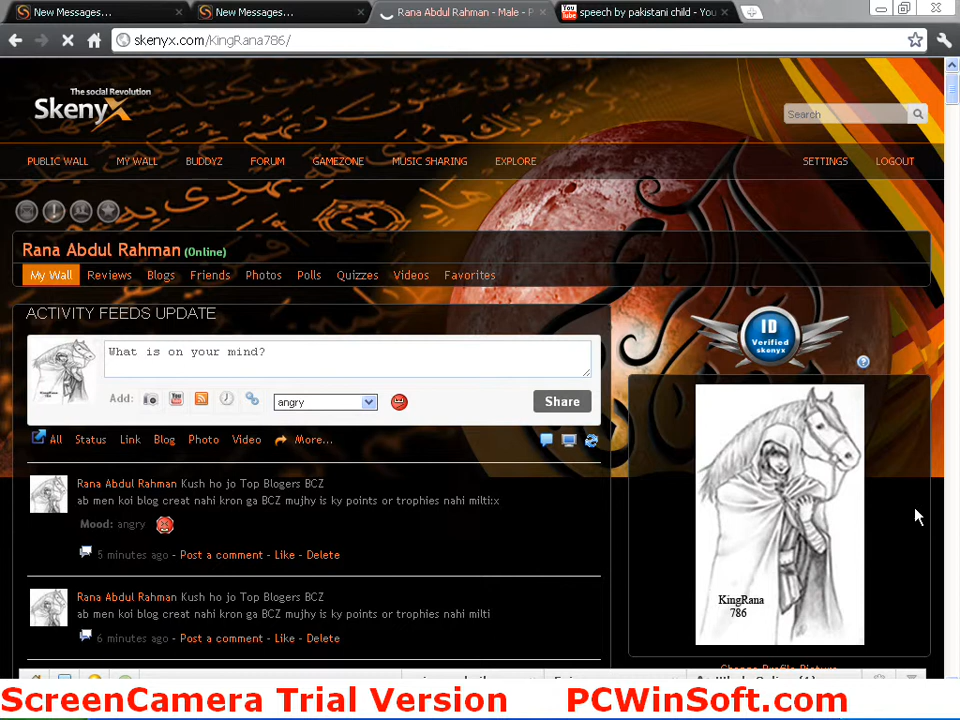 New Messages...
New Messages...
Rana Abdul Rahman - Male - P
speech by pakistani child - You
skenyx.com/KingRana786/
The social Revolution
SkenyX
Search
PUBLIC WALL MY WALL BUDDYZ FORUM GAMEZONE MUSIC SHARING EXPLORE SETTINGS LOGOUT
Rana Abdul Rahman (Online)
My Wall Reviews Blogs Friends Photos Polls Quizzes Videos Favorites
ACTIVITY FEEDS UPDATE
ID
Verified
skenyx
What is on your mind?
Add: angry Share
All Status Link Blog Photo Video More...
Rana Abdul Rahman Kush ho jo Top Blogers BCZ
ab men koi blog creat nahi kron ga BCZ mujhy is ky points or trophies nahi milti:x
Mood: angry
5 minutes ago - Post a comment - Like - Delete
Rana Abdul Rahman Kush ho jo Top Blogers BCZ
ab men koi blog creat nahi kron ga BCZ mujhy is ky points or trophies nahi milti
6 minutes ago - Post a comment - Like - Delete
KingRana
786
ScreenCamera Trial Version PCWinSoft.com